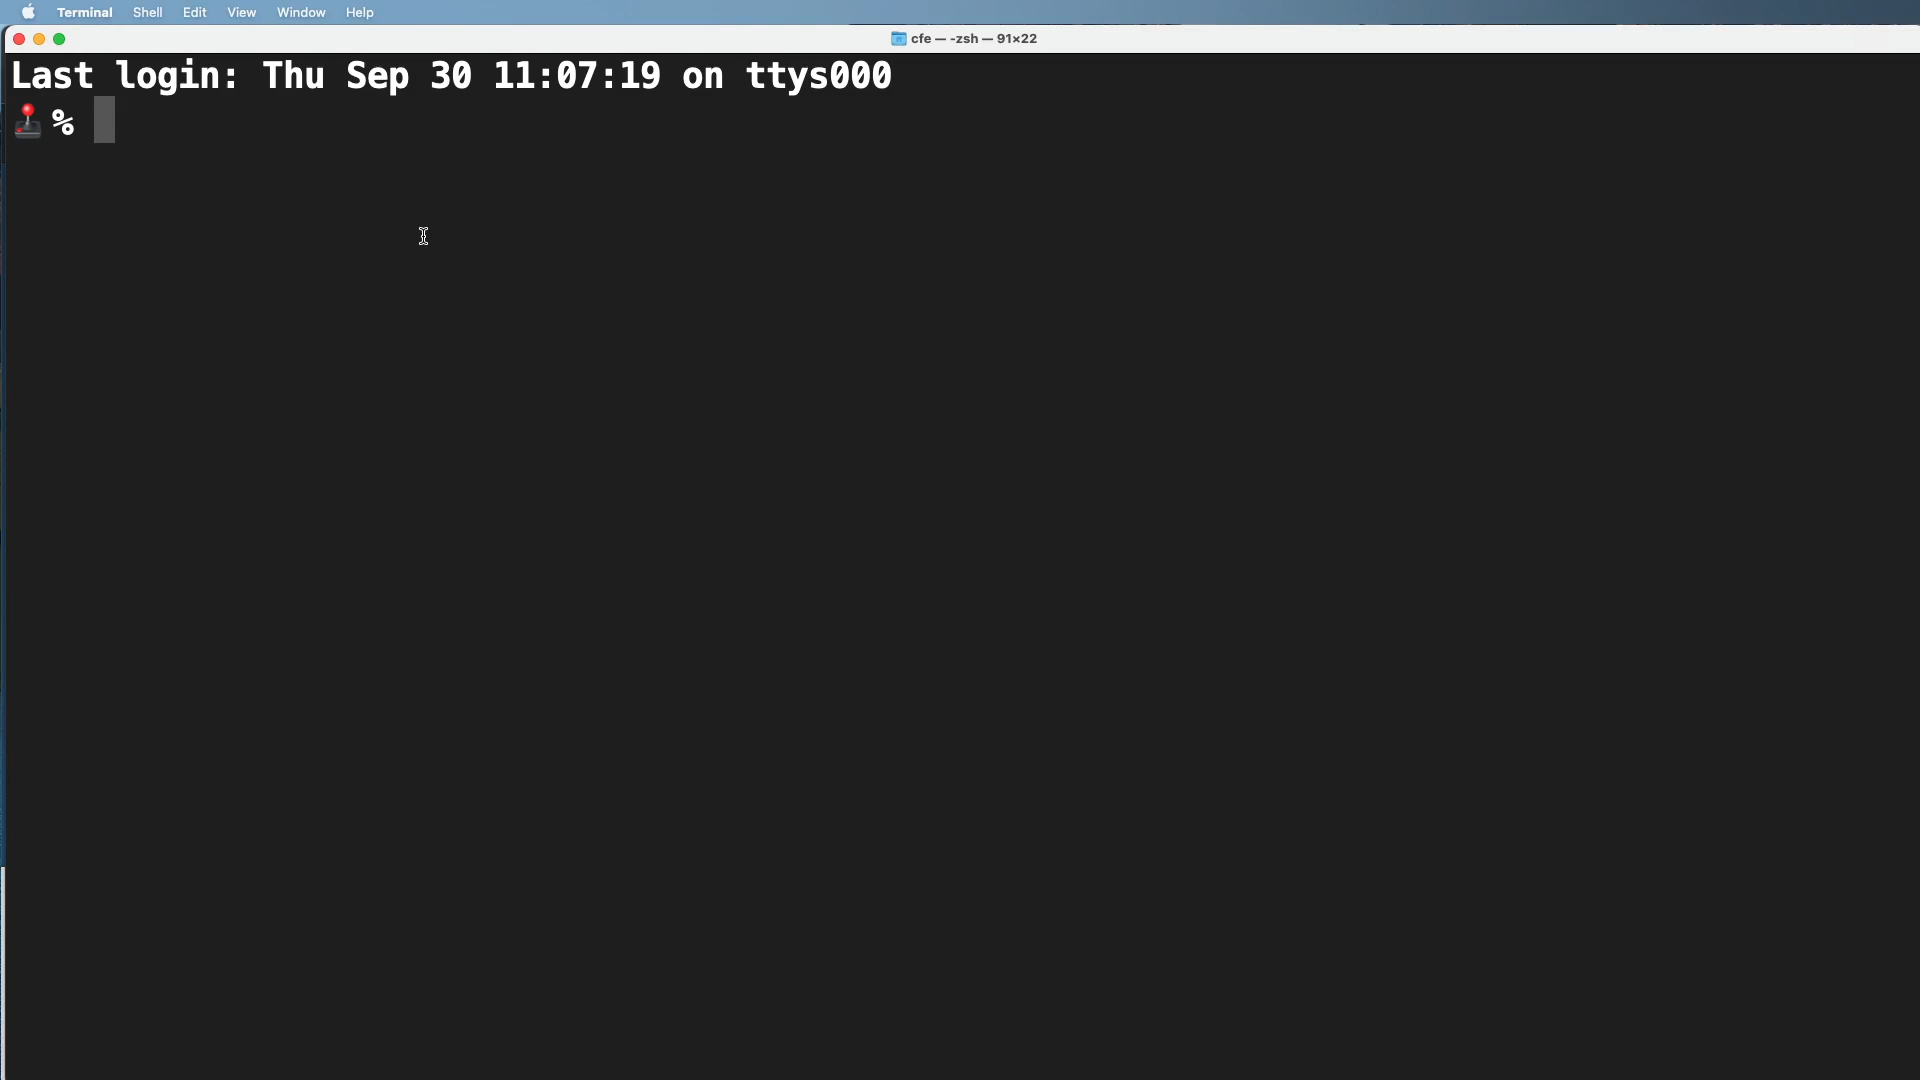 Terminal Shell Edit View Window Help
cfe — -zsh — 91×22
Last login: Thu Sep 30 11:07:19 on ttys000
🕹️ %